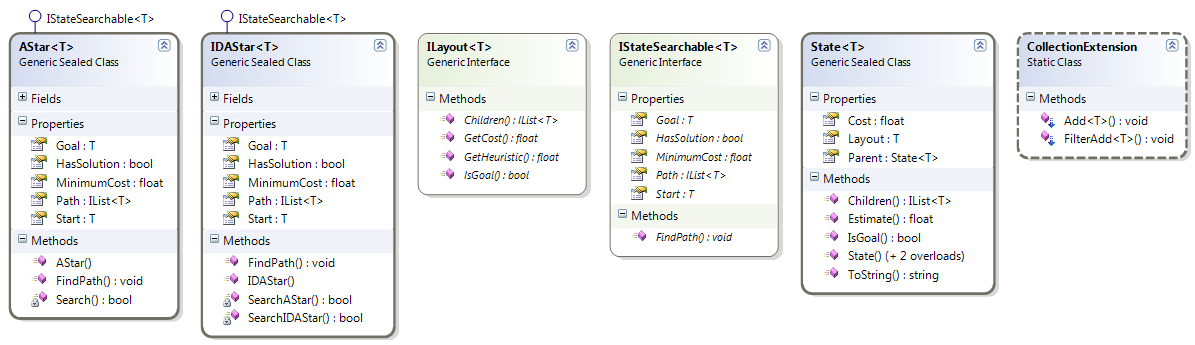 IStateSearchable<T>
AStar<T>
Generic Sealed Class
Fields
Properties
Goal : T
HasSolution : bool
MinimumCost : float
Path : IList<T>
Start : T
Methods
AStar()
FindPath() : void
Search() : bool
IStateSearchable<T>
IDAStar<T>
Generic Sealed Class
Fields
Properties
Goal : T
HasSolution : bool
MinimumCost : float
Path : IList<T>
Start : T
Methods
FindPath() : void
IDAStar()
SearchAStar() : bool
SearchIDAStar() : bool
ILayout<T>
Generic Interface
Methods
Children() : IList<T>
GetCost() : float
GetHeuristic() : float
IsGoal() : bool
IStateSearchable<T>
Generic Interface
Properties
Goal : T
HasSolution : bool
MinimumCost : float
Path : IList<T>
Start : T
Methods
FindPath() : void
State<T>
Generic Sealed Class
Properties
Cost : float
Layout : T
Parent : State<T>
Methods
Children() : IList<T>
Estimate() : float
IsGoal() : bool
State() (+ 2 overloads)
ToString() : string
CollectionExtension
Static Class
Methods
Add<T>() : void
FilterAdd<T>() : void